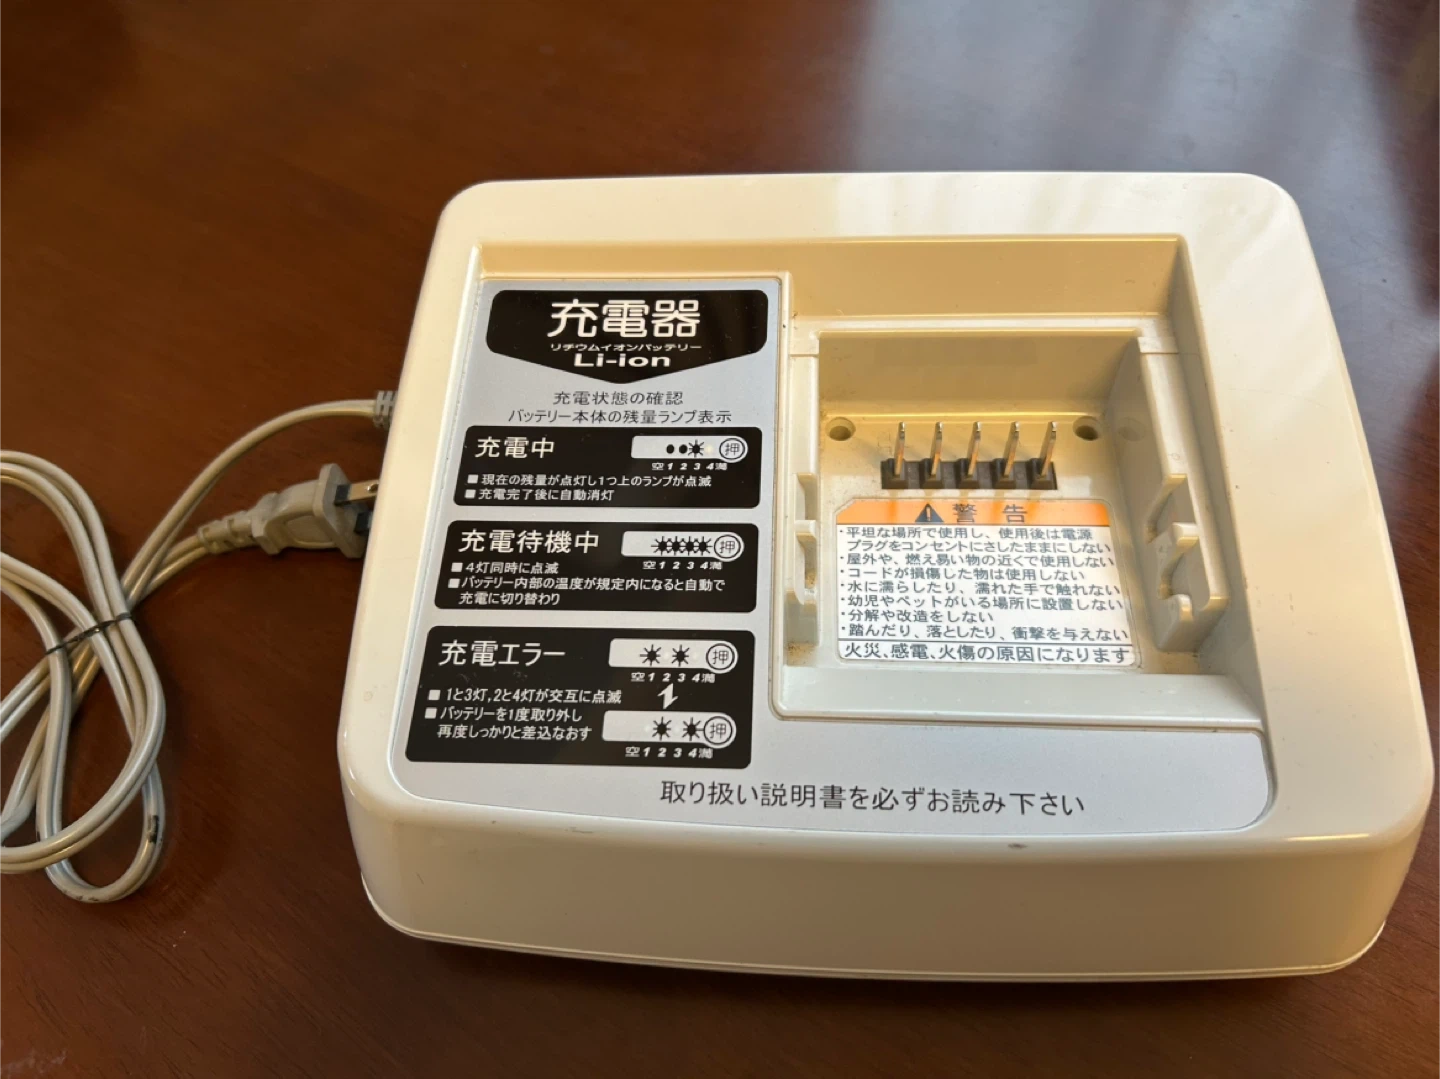 充電器
リチウムイオンバッテリー
Li-ion
充電状態の確認
バッテリー本体の残量ランプ表示
充電中
押
空 1 2 3 4 満
■現在の残量が点灯し1つ上のランプが点滅
■充電完了後に自動消灯
充電待機中
押
空 1 2 3 4 満
■4灯同時に点滅
■バッテリー内部の温度が規定内になると自動で
充電に切り替わり
充電エラー
押
空 1 2 3 4 満
■1と3灯,2と4灯が交互に点滅
■バッテリーを1度取り外し
再度しっかりと差込なおす
押
空 1 2 3 4 満
警告
・平坦な場所で使用し、使用後は電源
プラグをコンセントにさしたままにしない
・屋外や、燃え易い物の近くで使用しない
・コードが損傷した物は使用しない
・水に濡らしたり、濡れた手で触れない
・幼児やペットがいる場所に設置しない
・分解や改造をしない
・踏んだり、落としたり、衝撃を与えない
火災、感電、火傷の原因になります
取り扱い説明書を必ずお読み下さい